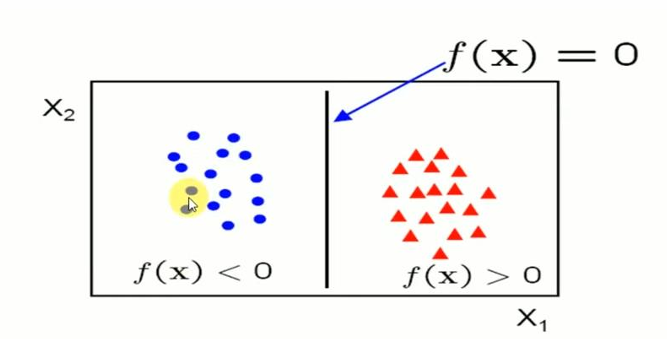 f(x) = 0
X₂
f(x) < 0
f(x) > 0
X₁